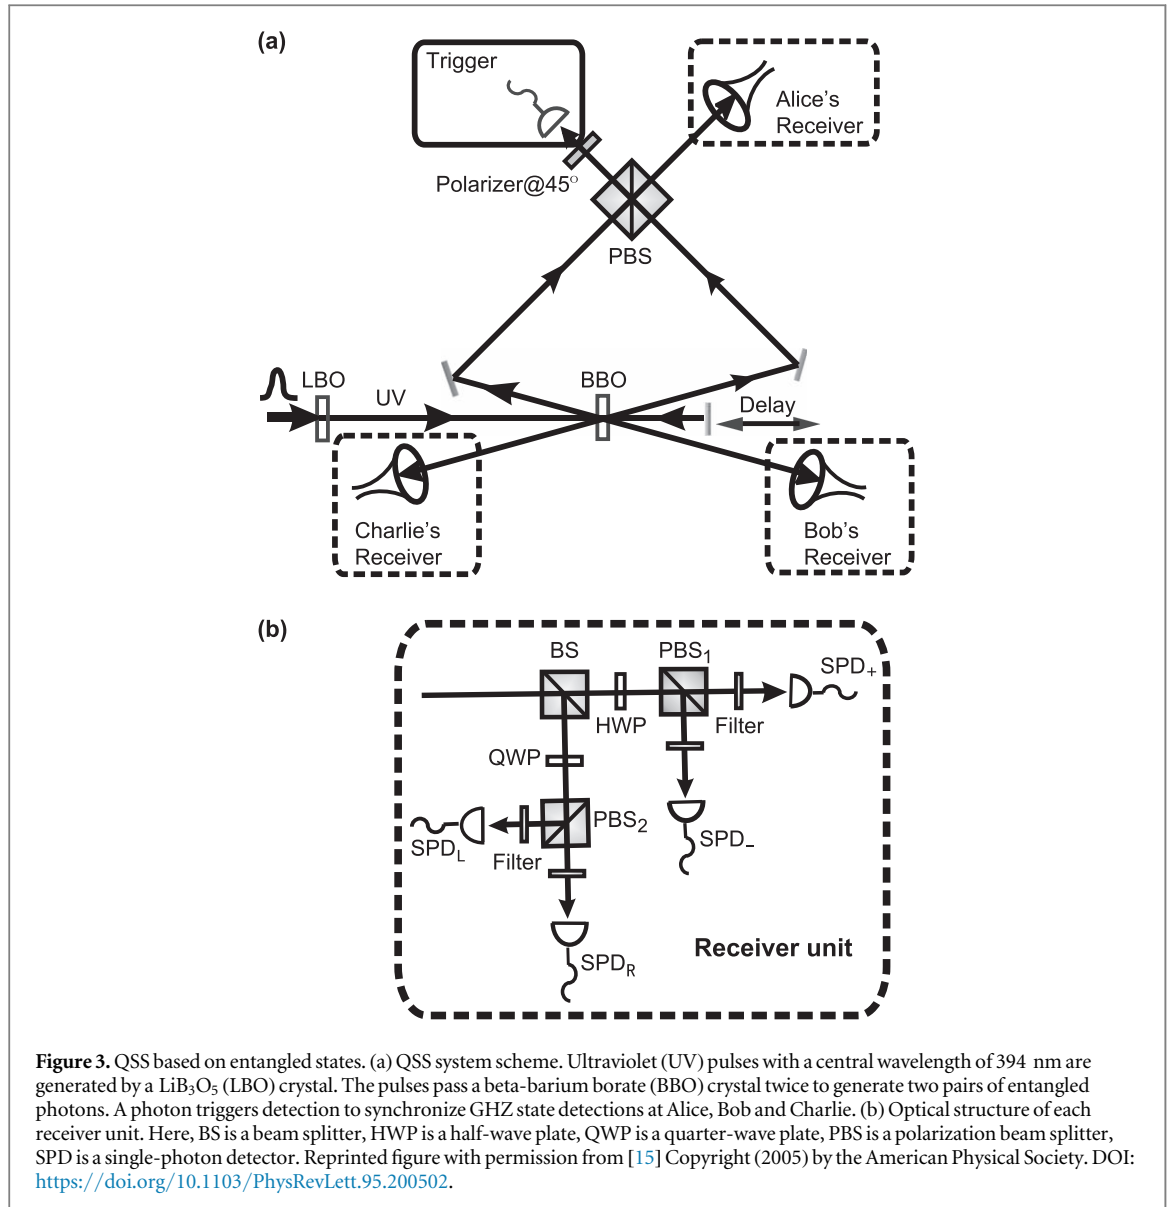 (a)
Trigger
Alice's
Receiver
Polarizer@45°
PBS
LBO
UV
BBO
Delay
Charlie's
Receiver
Bob's
Receiver
(b)
BS
PBS₁
SPD₊
HWP
Filter
QWP
PBS₂
SPD₋
SPD_L
Filter
SPD_R
Receiver unit
Figure 3. QSS based on entangled states. (a) QSS system scheme. Ultraviolet (UV) pulses with a central wavelength of 394 nm are
generated by a LiB₃O₅ (LBO) crystal. The pulses pass a beta-barium borate (BBO) crystal twice to generate two pairs of entangled
photons. A photon triggers detection to synchronize GHZ state detections at Alice, Bob and Charlie. (b) Optical structure of each
receiver unit. Here, BS is a beam splitter, HWP is a half-wave plate, QWP is a quarter-wave plate, PBS is a polarization beam splitter,
SPD is a single-photon detector. Reprinted figure with permission from [15] Copyright (2005) by the American Physical Society. DOI:
https://doi.org/10.1103/PhysRevLett.95.200502.